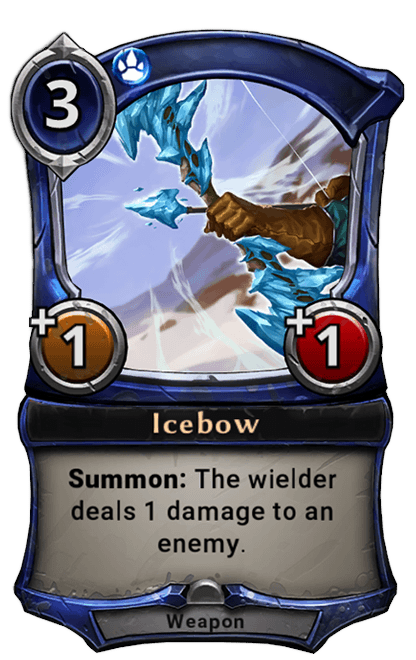 3
+1
+1
Icebow
Summon: The wielder
deals 1 damage to an
enemy.
Weapon